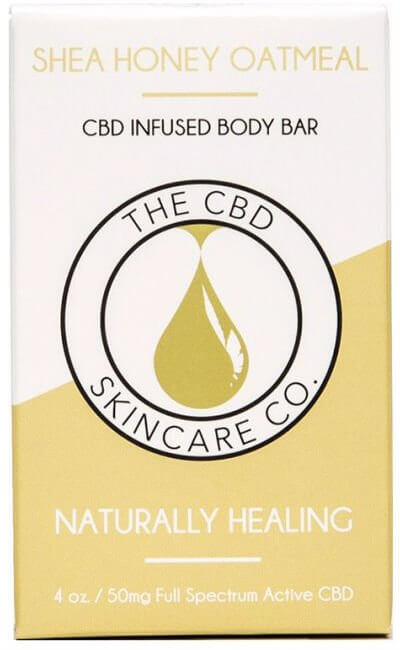 SHEA HONEY OATMEAL
CBD INFUSED BODY BAR
THE CBD
SKINCARE CO.
NATURALLY HEALING
4 oz. / 50mg Full Spectrum Active CBD